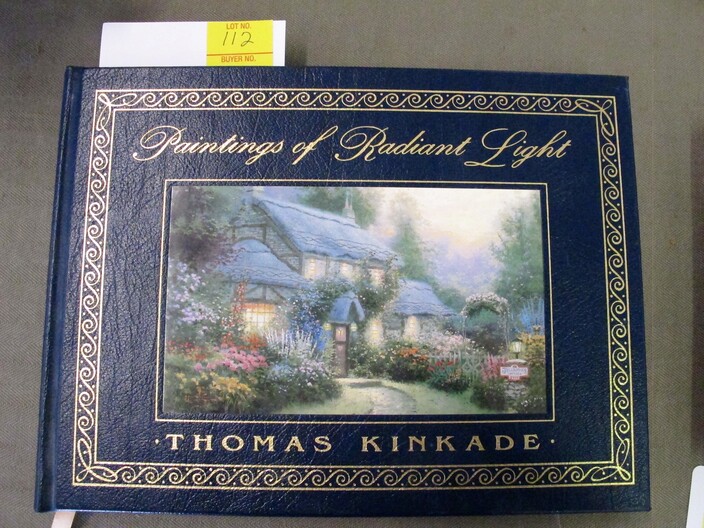 LOT NO.
112
BUYER NO.
Paintings of Radiant Light
• THOMAS KINKADE •